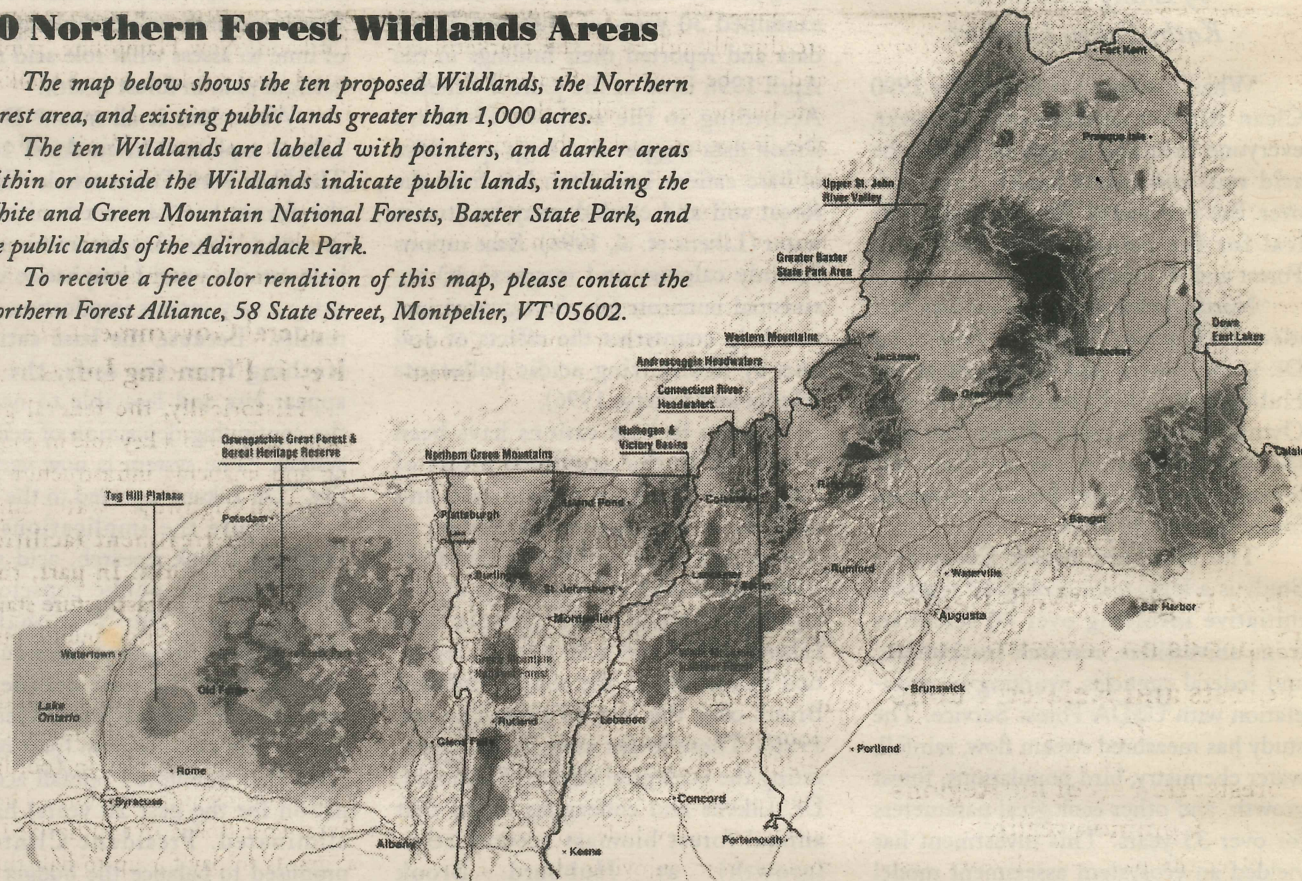 0 Northern Forest Wildlands Areas
The map below shows the ten proposed Wildlands, the Northern
rest area, and existing public lands greater than 1,000 acres.
The ten Wildlands are labeled with pointers, and darker areas
ithin or outside the Wildlands indicate public lands, including the
hite and Green Mountain National Forests, Baxter State Park, and
e public lands of the Adirondack Park.
To receive a free color rendition of this map, please contact the
orthern Forest Alliance, 58 State Street, Montpelier, VT 05602.
Fort Kent
Presque Isle
Upper St. John
River Valley
Greater Baxter
State Park Area
Down
East Lakes
Western Mountains
Jackman
Androscoggin Headwaters
Millinocket
Greenville
Connecticut River
Headwaters
Nulhegan &
Victory Basins
Oswegatchie Great Forest &
Boreal Heritage Reserve
Northern Green Mountains
Calais
Tug Hill Plateau
Rangeley
Island Pond
Colebrook
Potsdam
Plattsburgh
Bangor
Burlington
Lancaster
Berlin
Rumford
Waterville
St. Johnsbury
Montpelier
Bar Harbor
Augusta
Watertown
Green Mountain
National Forest
Old Forge
Brunswick
Lake
Ontario
Rutland
Lebanon
Glens Falls
Portland
Rome
Syracuse
Concord
Albany
Portsmouth
Keene